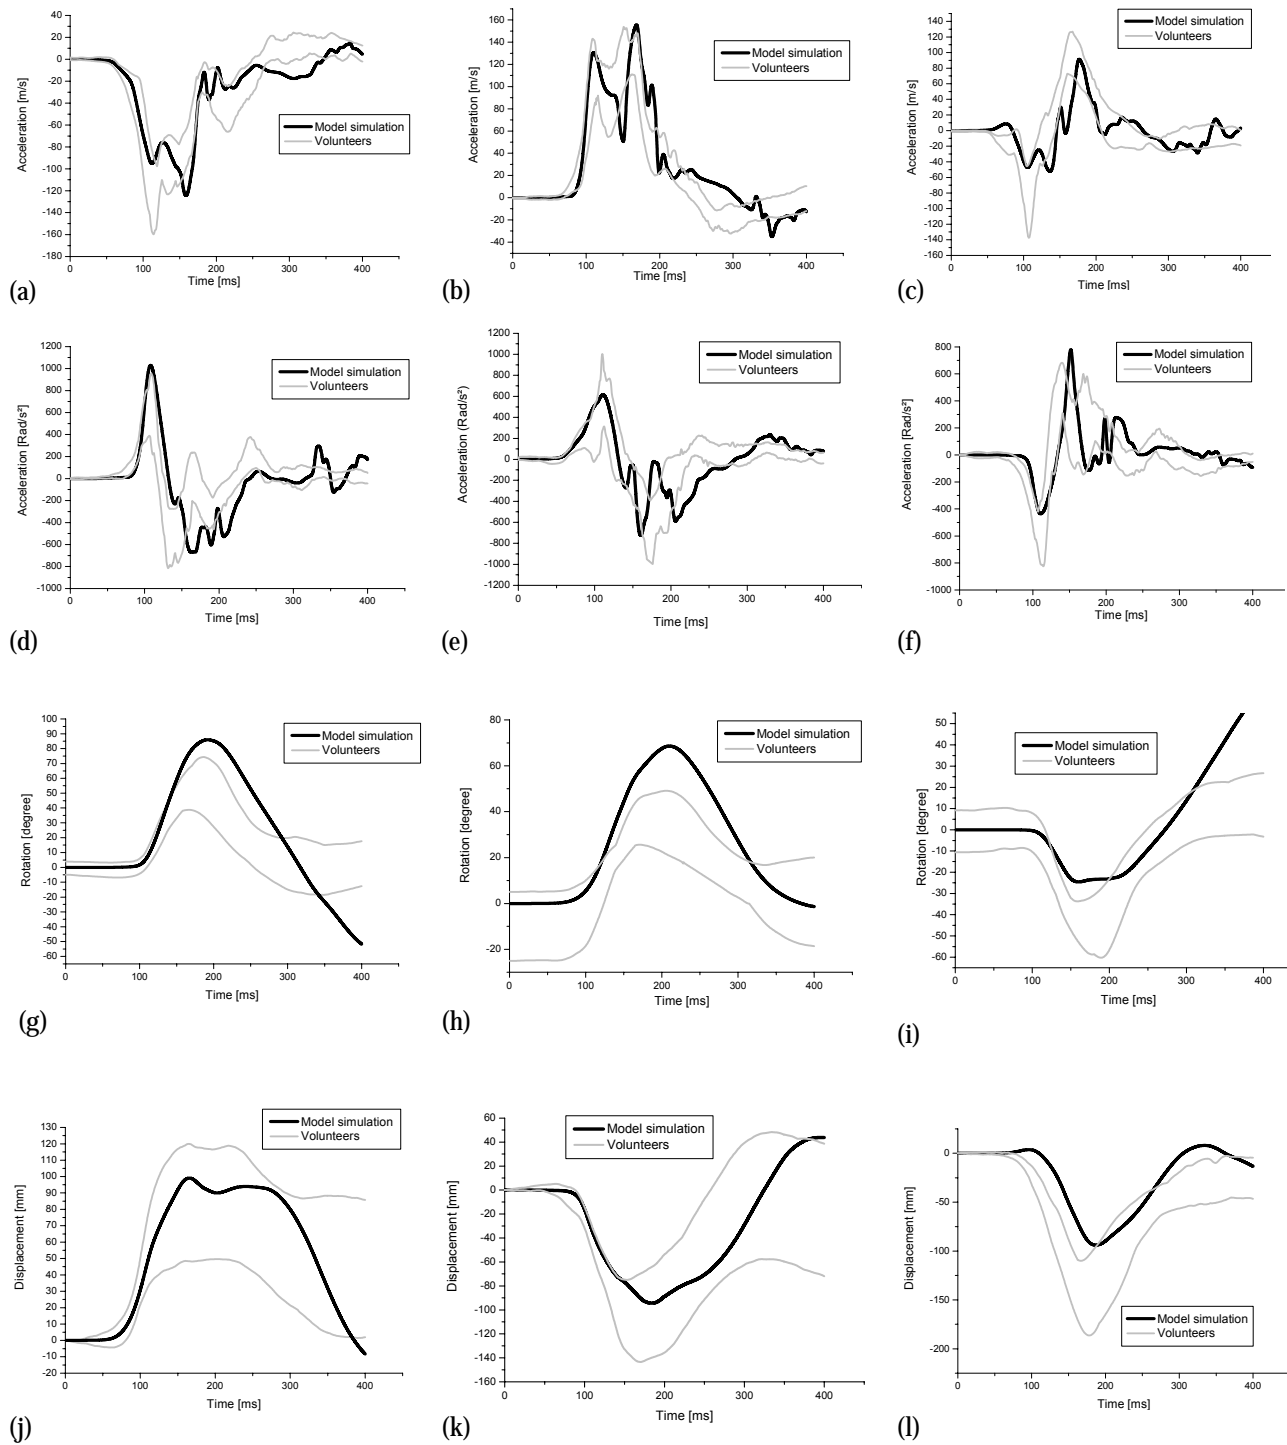 40
20
0
-20
-40
-60
-80
-100
-120
-140
-160
-180
Acceleration [m/s]
Model simulation
Volunteers
0 100 200 300 400
Time [ms]
(a)
160
140
120
100
80
60
40
20
0
-20
-40
Acceleration [m/s]
Model simulation
Volunteers
0 100 200 300 400
Time [ms]
(b)
140
120
100
80
60
40
20
0
-20
-40
-60
-80
-100
-120
-140
-160
Acceleration [m/s]
Model simulation
Volunteers
0 100 200 300 400
Time [ms]
(c)
1200
1000
800
600
400
200
0
-200
-400
-600
-800
-1000
Acceleration [Rad/s²]
Model simulation
Volunteers
0 100 200 300 400
Time [ms]
(d)
1200
1000
800
600
400
200
0
-200
-400
-600
-800
-1000
-1200
Acceleration (Rad/s²)
Model simulation
Volunteers
0 100 200 300 400
Time [ms]
(e)
800
600
400
200
0
-200
-400
-600
-800
-1000
Acceleration [Rad/s²]
Model simulation
Volunteers
0 100 200 300 400
Time [ms]
(f)
100
90
80
70
60
50
40
30
20
10
0
-10
-20
-30
-40
-50
-60
Rotation [degree]
Model simulation
Volunteers
0 100 200 300 400
Time [ms]
(g)
80
60
40
20
0
-20
Rotation [degree]
Model simulation
Volunteers
0 100 200 300 400
Time [ms]
(h)
50
40
30
20
10
0
-10
-20
-30
-40
-50
-60
Rotation [degree]
Model simulation
Volunteers
0 100 200 300 400
Time [ms]
(i)
130
120
110
100
90
80
70
60
50
40
30
20
10
0
-10
-20
Displacement [mm]
Model simulation
Volunteers
0 100 200 300 400
Time [ms]
(j)
60
40
20
0
-20
-40
-60
-80
-100
-120
-140
-160
Displacement [mm]
Model simulation
Volunteers
0 100 200 300 400
Time [ms]
(k)
0
-50
-100
-150
-200
Displacement [mm]
Model simulation
Volunteers
0 100 200 300 400
Time [ms]
(l)